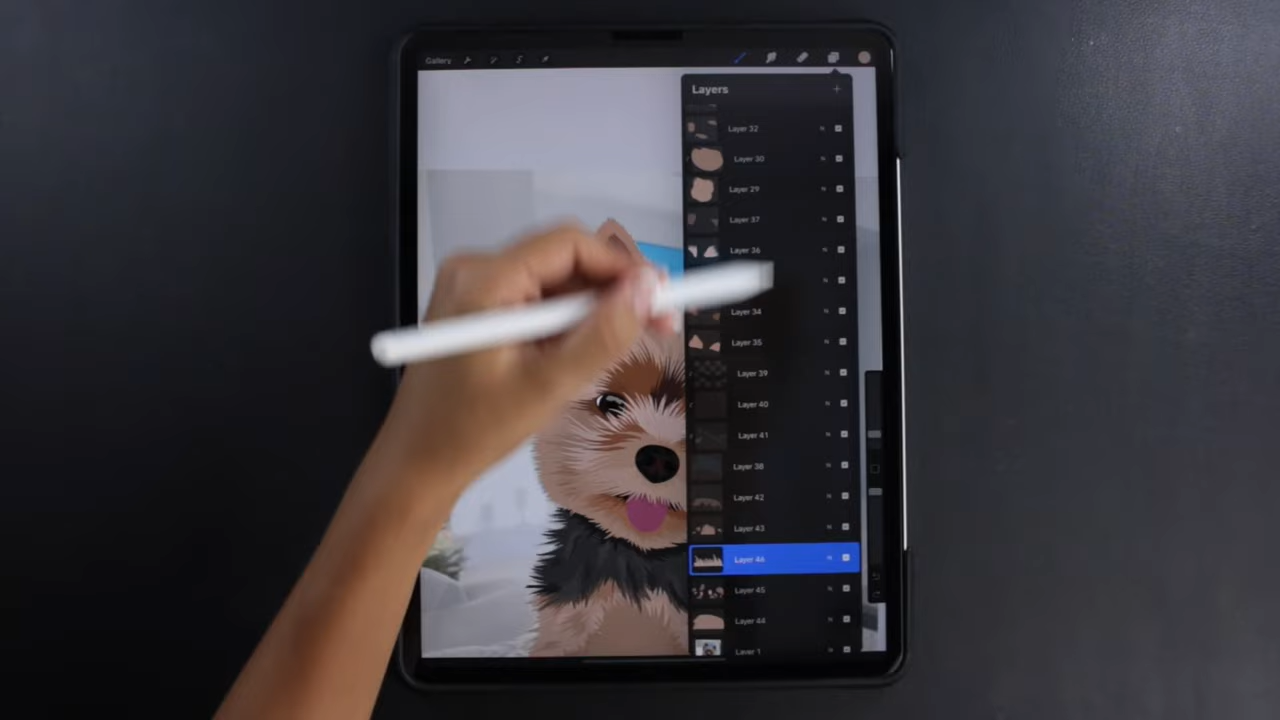 Gallery
Layers
Layer 32 N
Layer 30 N
Layer 29 N
Layer 37 N
Layer 36 N
N
Layer 34 N
Layer 35 N
Layer 39 N
Layer 40 N
Layer 41 N
Layer 38 N
Layer 42 N
Layer 43 N
Layer 46 N
Layer 45 N
Layer 44 N
Layer 1